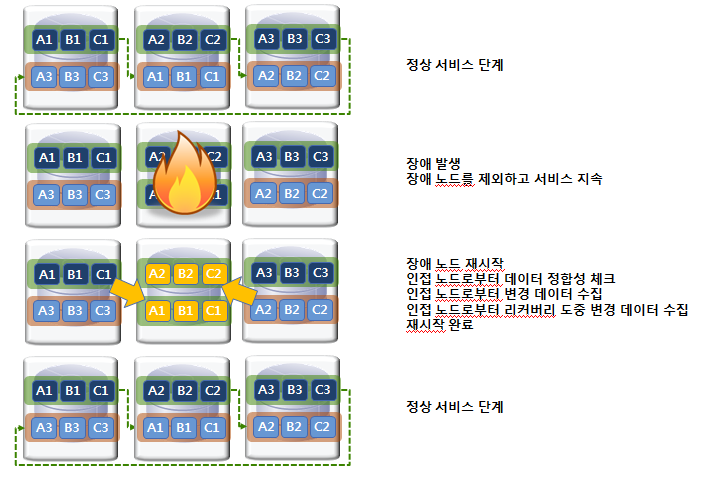 A1 B1 C1 A2 B2 C2 A3 B3 C3
A3 B3 C3 A1 B1 C1 A2 B2 C2
정상 서비스 단계
A1 B1 C1 A2 C2 A3 B3 C3
A3 B3 C3 A1 C1 A2 B2 C2
장애 발생
장애 노드를 제외하고 서비스 지속
A1 B1 C1 A2 B2 C2 A3 B3 C3
A3 B3 C3 A1 B1 C1 A2 B2 C2
장애 노드 재시작
인접 노드로부터 데이터 정합성 체크
인접 노드로부터 변경 데이터 수집
인접 노드로부터 리커버리 도중 변경 데이터 수집
재시작 완료
A1 B1 C1 A2 B2 C2 A3 B3 C3
A3 B3 C3 A1 B1 C1 A2 B2 C2
정상 서비스 단계